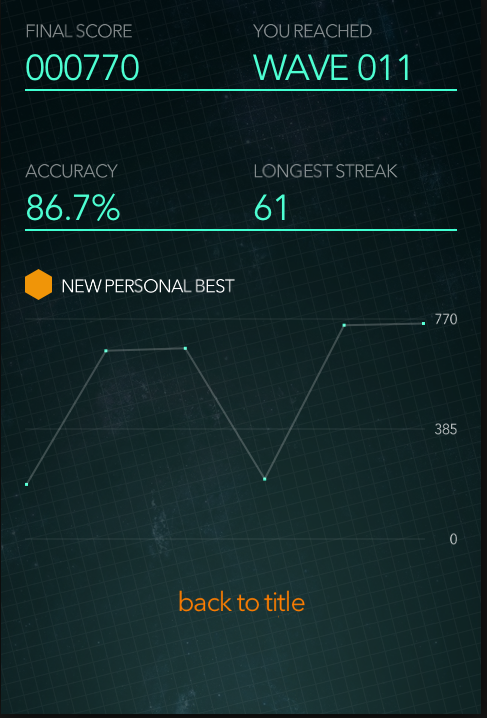 FINAL SCORE
YOU REACHED
000770
WAVE 011
ACCURACY
LONGEST STREAK
86.7%
61
NEW PERSONAL BEST
770
385
0
back to title